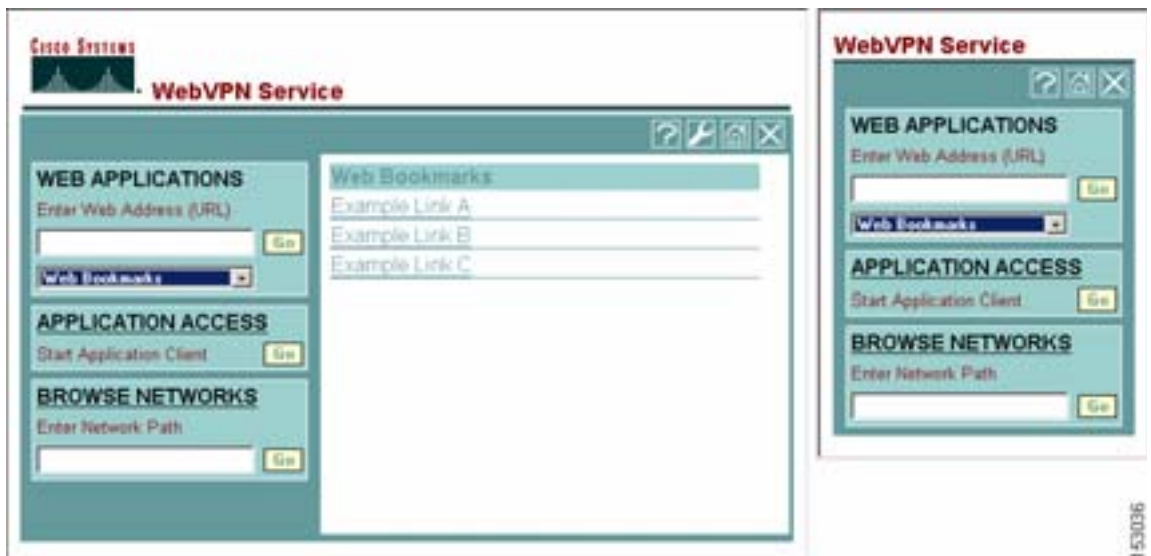 CISCO SYSTEMS
WebVPN Service
WEB APPLICATIONS
Enter Web Address (URL)
Go
Web Bookmarks
APPLICATION ACCESS
Start Application Client
Go
BROWSE NETWORKS
Enter Network Path
Go
Web Bookmarks
Example Link A
Example Link B
Example Link C
WebVPN Service
WEB APPLICATIONS
Enter Web Address (URL)
Go
Web Bookmarks
APPLICATION ACCESS
Start Application Client
Go
BROWSE NETWORKS
Enter Network Path
Go
153036